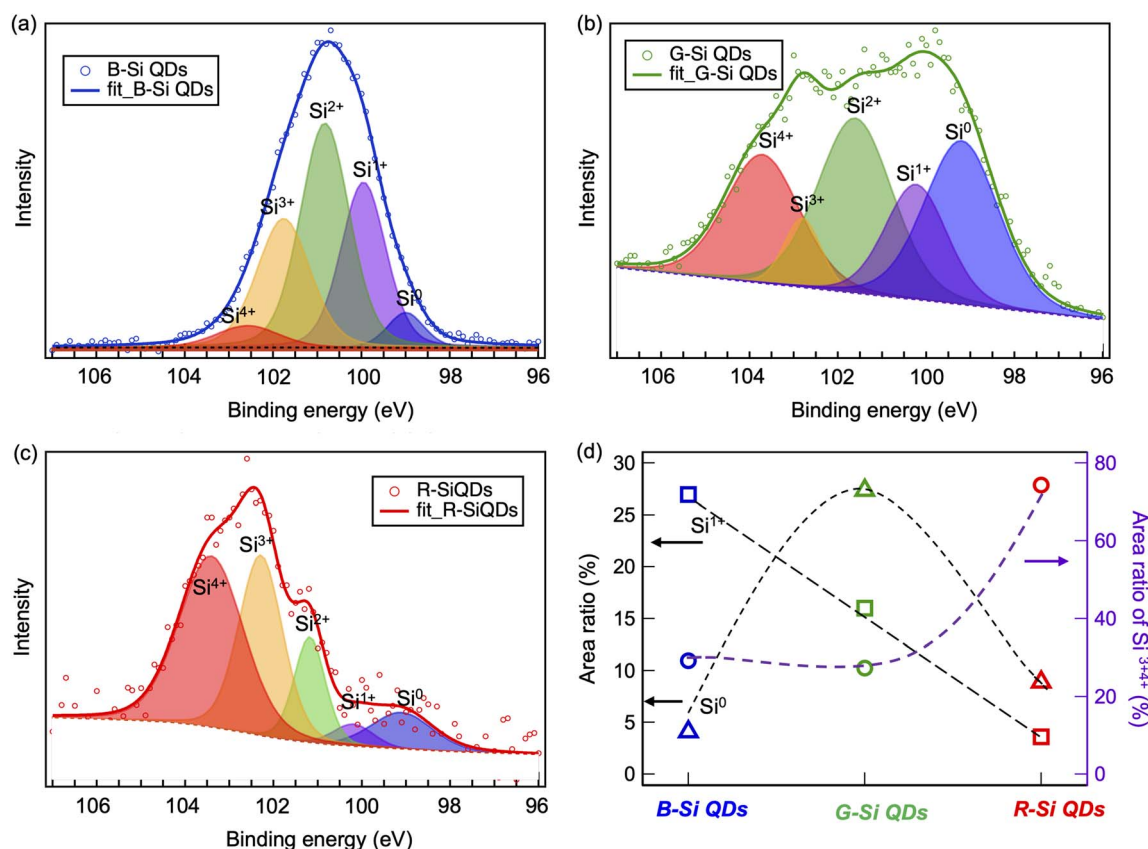 (a)
B-Si QDs
fit_B-Si QDs
Si2+
Si1+
Si3+
Si0
Si4+
Intensity
106 104 102 100 98 96
Binding energy (eV)
(b)
G-Si QDs
fit_G-Si QDs
Si2+
Si0
Si4+
Si1+
Si3+
Intensity
106 104 102 100 98 96
Binding energy (eV)
(c)
R-SiQDs
fit_R-SiQDs
Si3+
Si4+
Si2+
Si1+
Si0
Intensity
106 104 102 100 98 96
Binding energy (eV)
(d)
30
25
20
15
10
5
0
Area ratio (%)
Si1+
Si0
80
60
40
20
0
Area ratio of Si3+4+ (%)
B-Si QDs G-Si QDs R-Si QDs